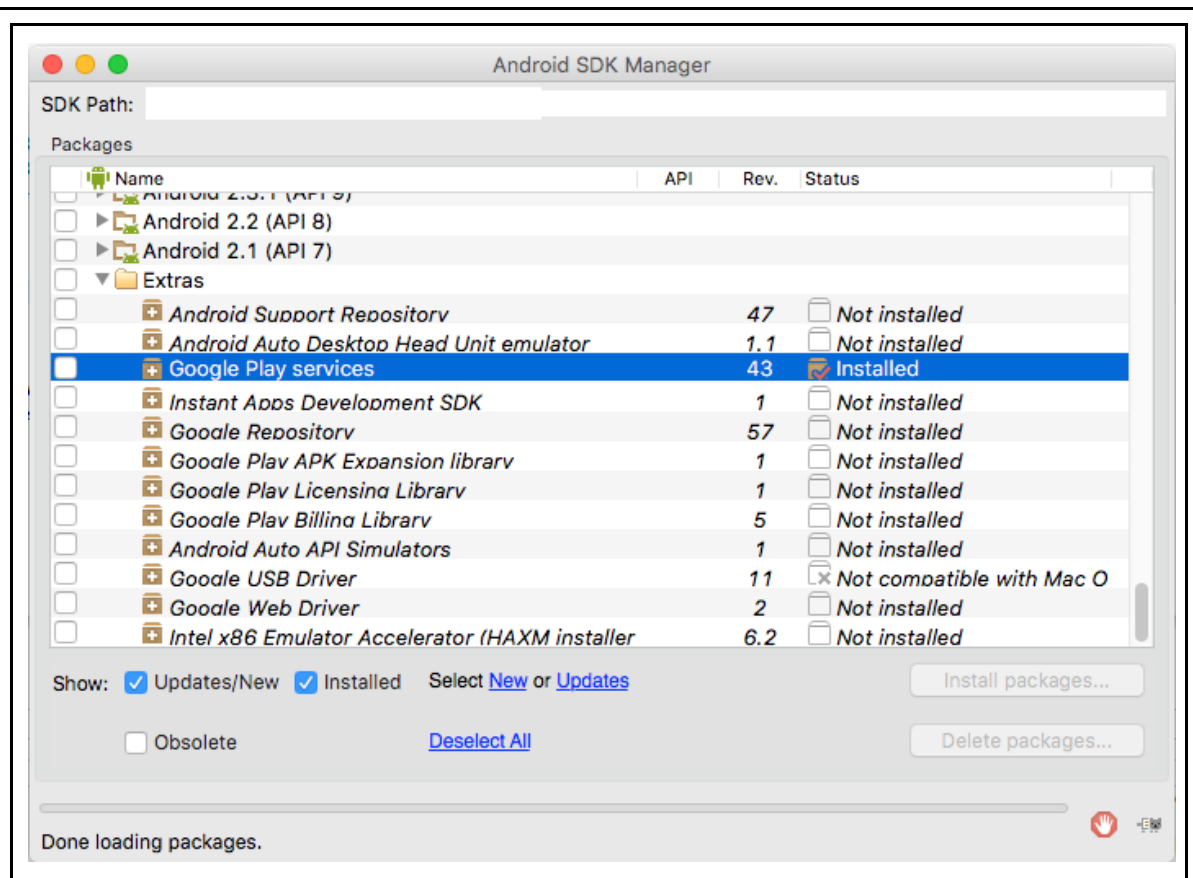 Android SDK Manager
SDK Path:
Packages
Name API Rev. Status
Android 2.3.1 (API 9)
Android 2.2 (API 8)
Android 2.1 (API 7)
Extras
Android Support Repository 47 Not installed
Android Auto Desktop Head Unit emulator 1.1 Not installed
Google Play services 43 Installed
Instant Apps Development SDK 1 Not installed
Google Repository 57 Not installed
Google Play APK Expansion library 1 Not installed
Google Play Licensing Library 1 Not installed
Google Play Billing Library 5 Not installed
Android Auto API Simulators 1 Not installed
Google USB Driver 11 Not compatible with Mac O
Google Web Driver 2 Not installed
Intel x86 Emulator Accelerator (HAXM installer 6.2 Not installed
Show: Updates/New Installed Select New or Updates Install packages...
Obsolete Deselect All Delete packages...
Done loading packages.